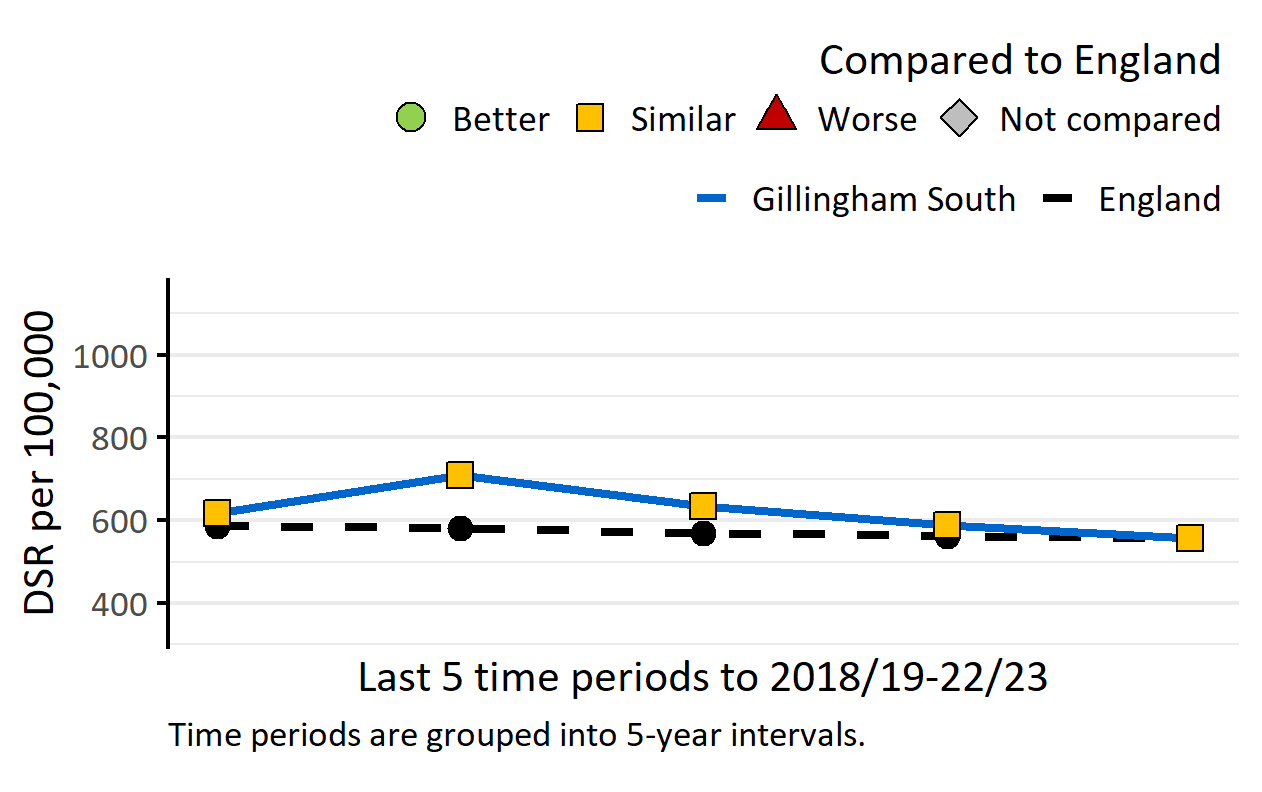 Compared to England
Better Similar Worse Not compared
Gillingham South England
DSR per 100,000
1000
800
600
400
Last 5 time periods to 2018/19-22/23
Time periods are grouped into 5-year intervals.